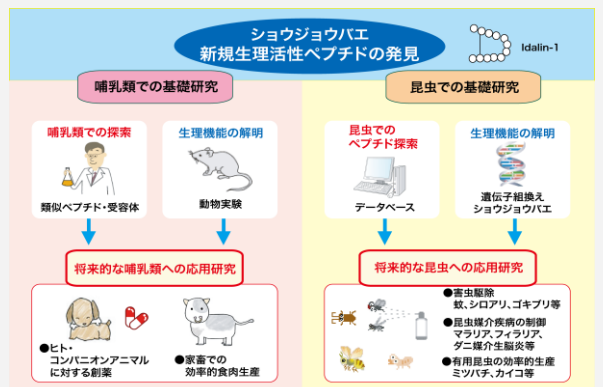 ショウジョウバエ
新規生理活性ペプチドの発見
Idalin-1
哺乳類での基礎研究
昆虫での基礎研究
哺乳類での探索
類似ペプチド・受容体
生理機能の解明
動物実験
昆虫での
ペプチド探索
データベース
生理機能の解明
遺伝子組換え
ショウジョウバエ
将来的な哺乳類への応用研究
将来的な昆虫への応用研究
●ヒト・
コンパニオンアニマル
に対する創薬
●家畜での
効率的食肉生産
●害虫駆除
蚊、シロアリ、ゴキブリ等
●昆虫媒介疾病の制御
マラリア、フィラリア、
ダニ媒介生脳炎等
●有用昆虫の効率的生産
ミツバチ、カイコ等